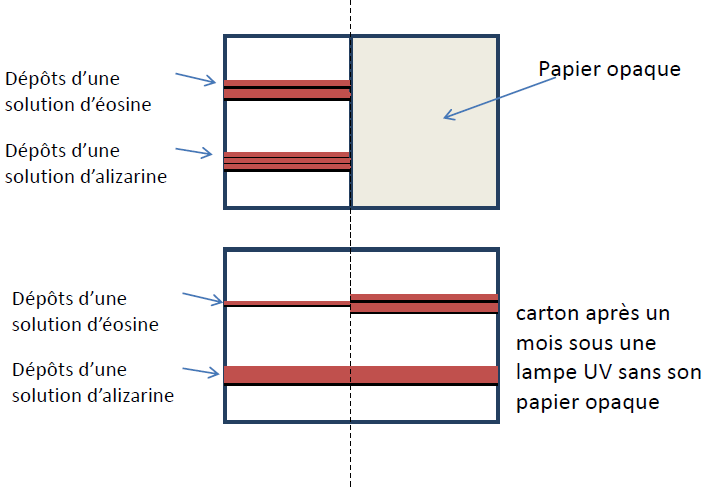 Papier opaque
Dépôts d’une
solution d’éosine
Dépôts d’une
solution d’alizarine
Dépôts d’une
solution d’éosine
Dépôts d’une
solution d’alizarine
carton après un
mois sous une
lampe UV sans son
papier opaque